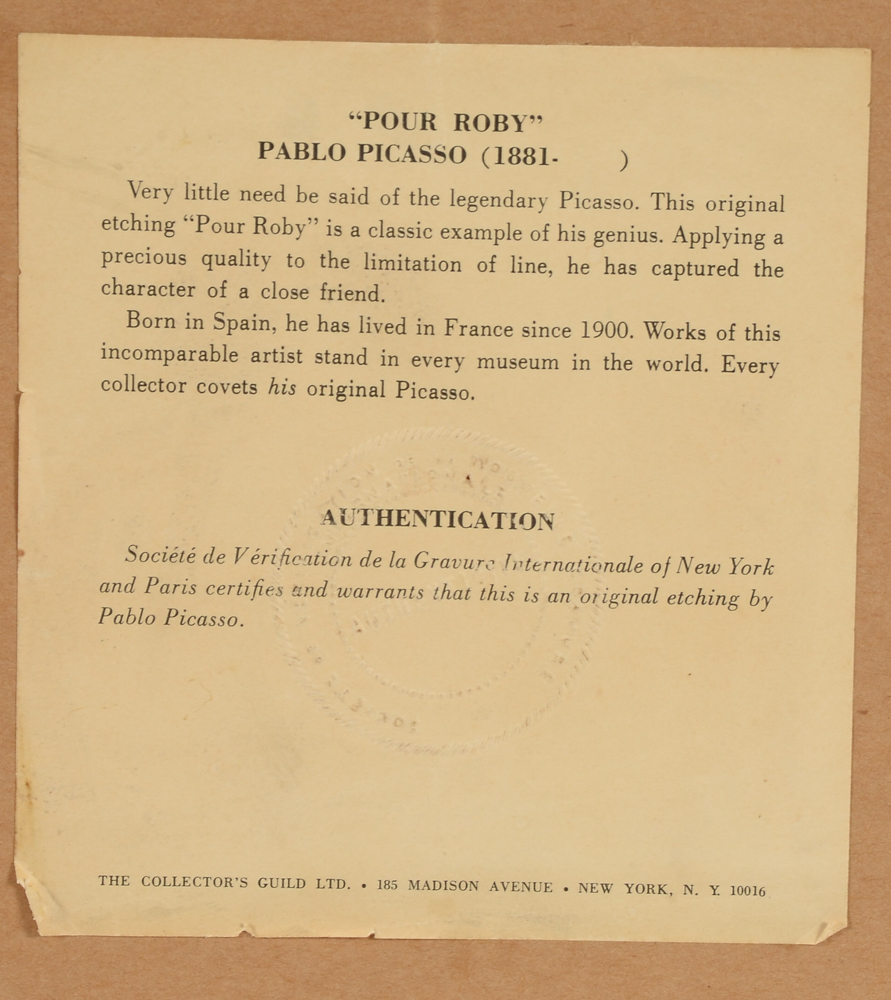 “POUR ROBY”
PABLO PICASSO (1881-      )
Very little need be said of the legendary Picasso. This original
etching “Pour Roby” is a classic example of his genius. Applying a
precious quality to the limitation of line, he has captured the
character of a close friend.
Born in Spain, he has lived in France since 1900. Works of this
incomparable artist stand in every museum in the world. Every
collector covets his original Picasso.
AUTHENTICATION
Société de Vérification de la Gravure Internationale of New York
and Paris certifies and warrants that this is an original etching by
Pablo Picasso.
THE COLLECTOR’S GUILD LTD. • 185 MADISON AVENUE • NEW YORK, N. Y. 10016